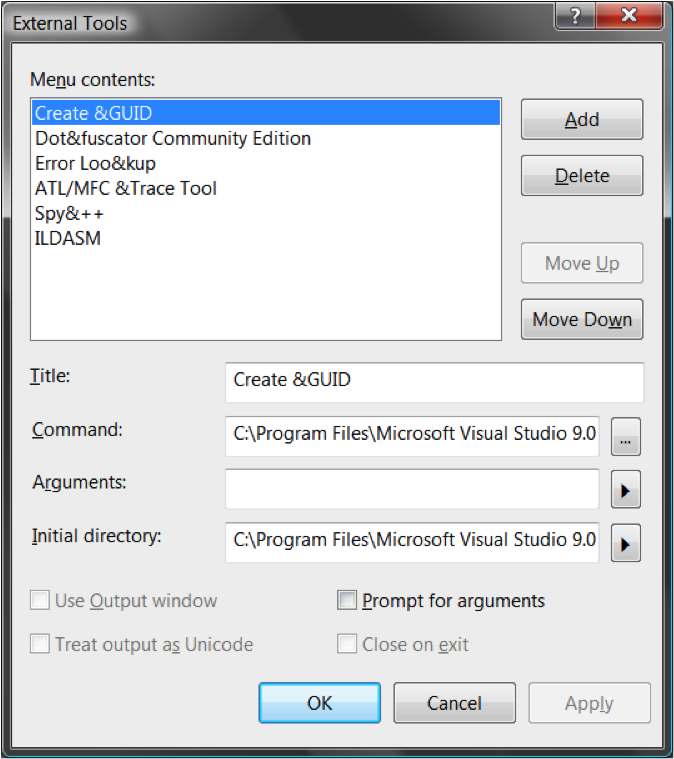 External Tools
?
Menu contents:
Create &GUID
Dot&fuscator Community Edition
Error Loo&kup
ATL/MFC &Trace Tool
Spy&++
ILDASM
Add
Delete
Move Up
Move Down
Title:
Create &GUID
Command:
C:\Program Files\Microsoft Visual Studio 9.0
...
Arguments:
Initial directory:
C:\Program Files\Microsoft Visual Studio 9.0
Use Output window
Prompt for arguments
Treat output as Unicode
Close on exit
OK
Cancel
Apply